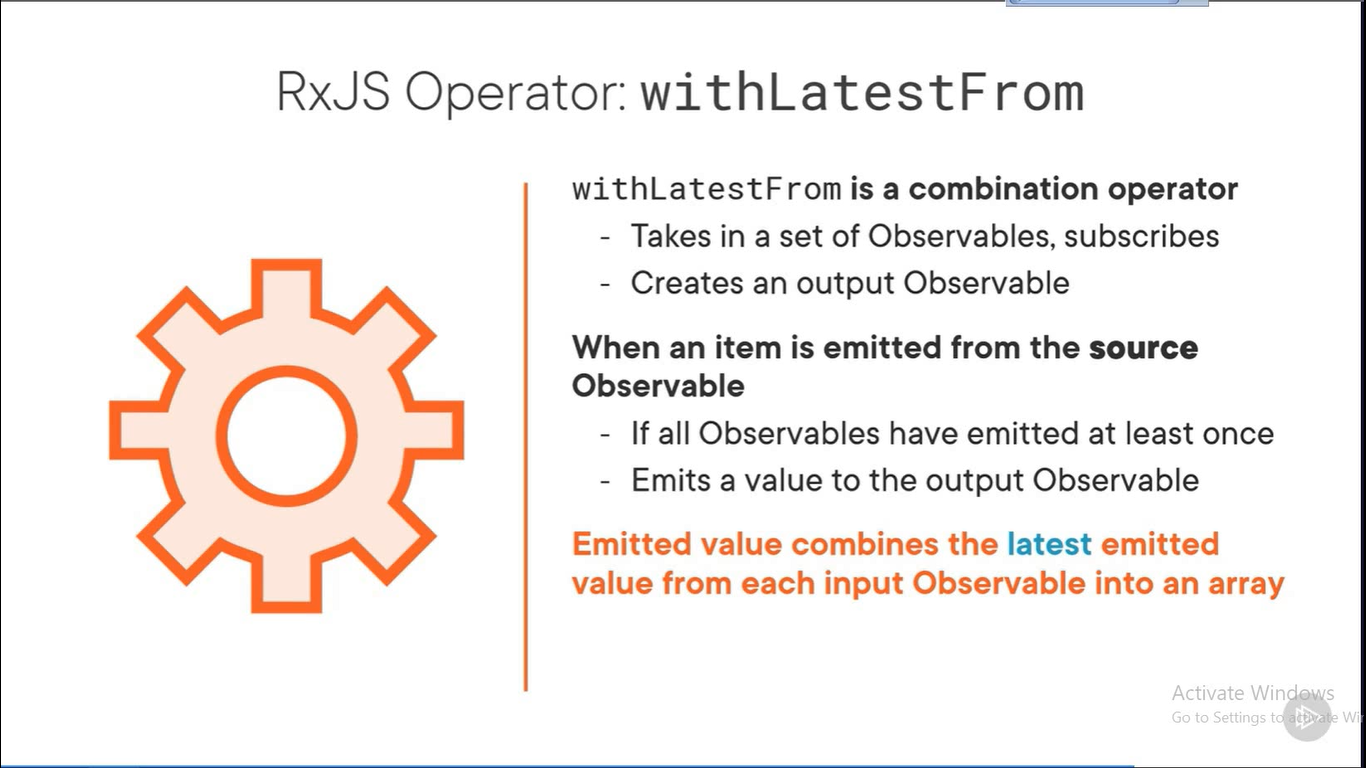 RxJS Operator: withLatestFrom
withLatestFrom is a combination operator
- Takes in a set of Observables, subscribes
- Creates an output Observable
When an item is emitted from the source
Observable
- If all Observables have emitted at least once
- Emits a value to the output Observable
Emitted value combines the latest emitted
value from each input Observable into an array
Activate Windows
Go to Settings to activate